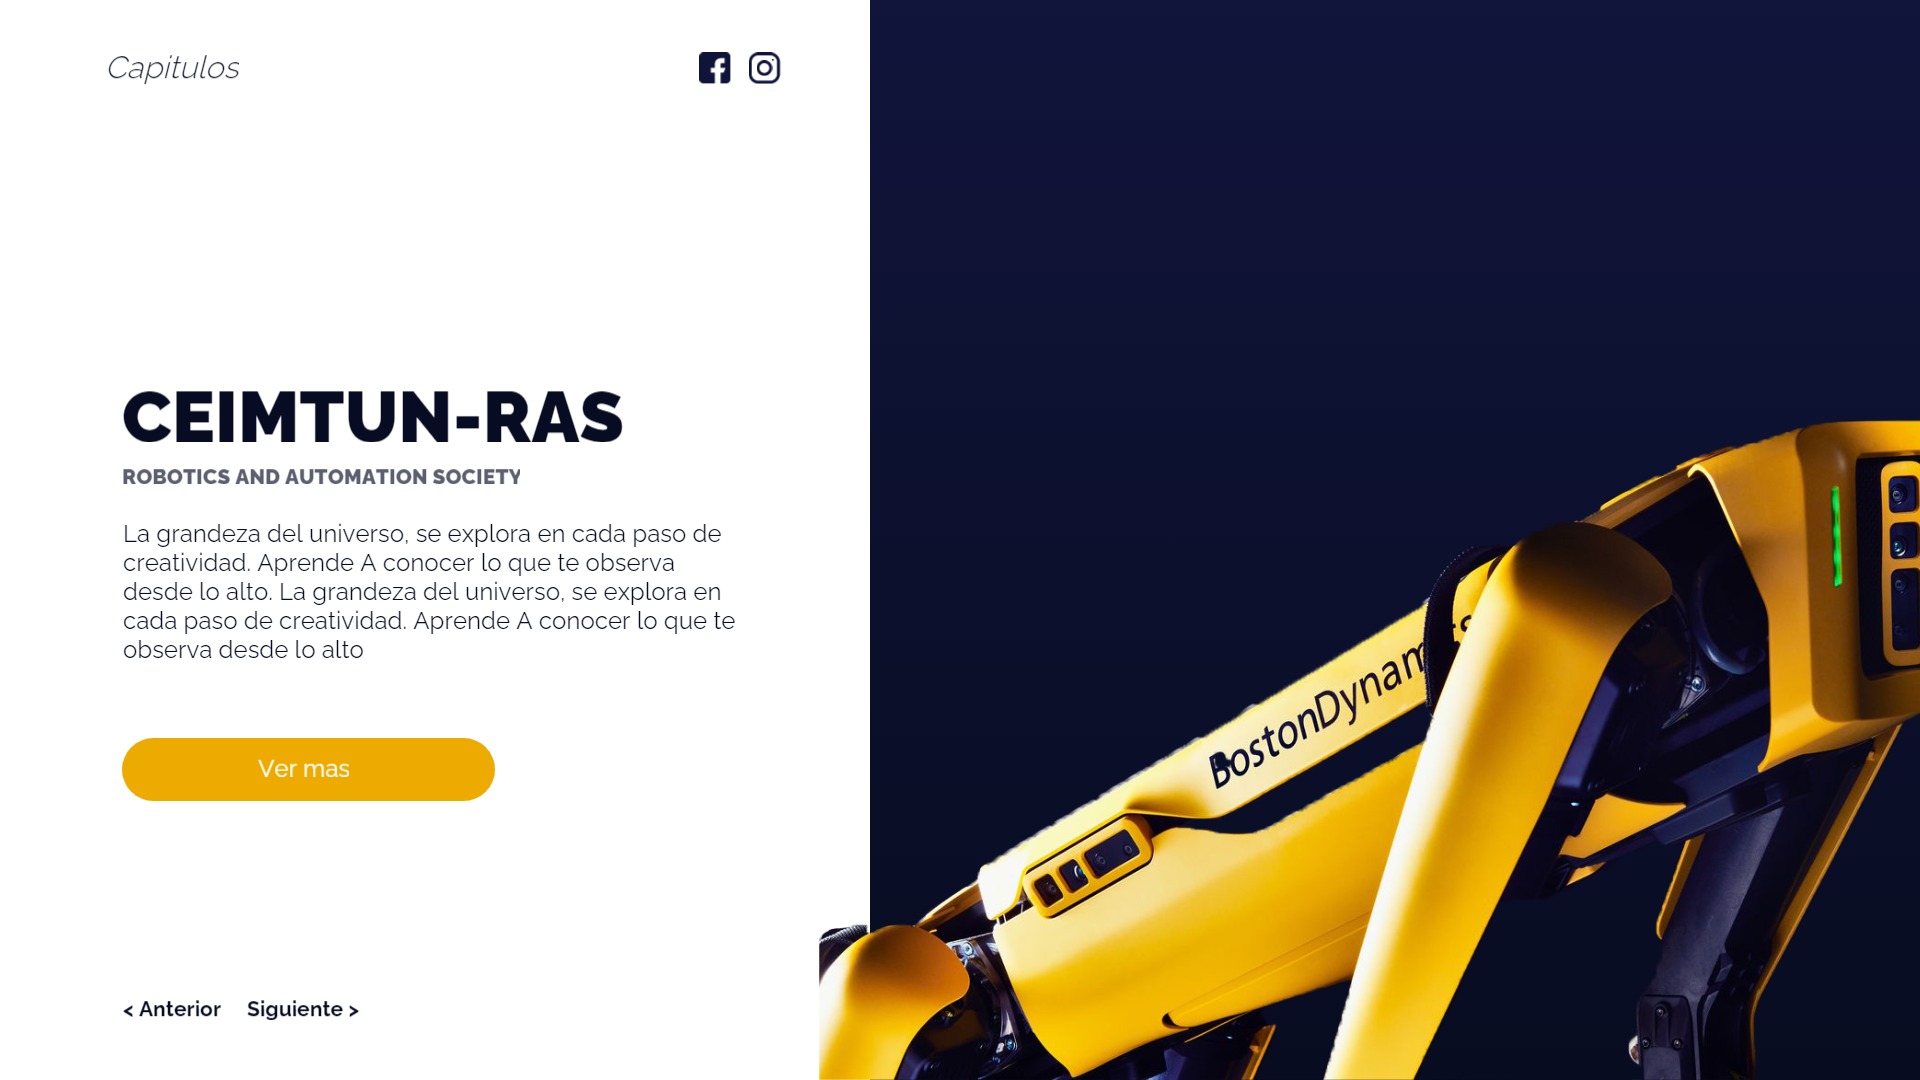 Capitulos
CEIMTUN-RAS
ROBOTICS AND AUTOMATION SOCIETY
La grandeza del universo, se explora en cada paso de
creatividad. Aprende A conocer lo que te observa
desde lo alto. La grandeza del universo, se explora en
cada paso de creatividad. Aprende A conocer lo que te
observa desde lo alto
BostonDynamics
Ver mas
< Anterior Siguiente >